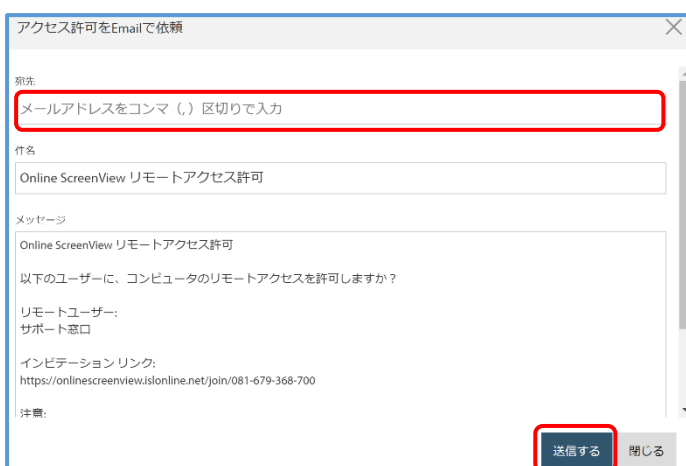 アクセス許可をEmailで依頼
宛先
メールアドレスをコンマ（，）区切りで入力
件名
Online ScreenView リモートアクセス許可
メッセージ
Online ScreenView リモートアクセス許可
以下のユーザーに、コンピュータのリモートアクセスを許可しますか？
リモートユーザー:
サポート窓口
インビテーション リンク:
https://onlinescreenview.islonline.net/join/081-679-368-700
注意:
送信する 閉じる